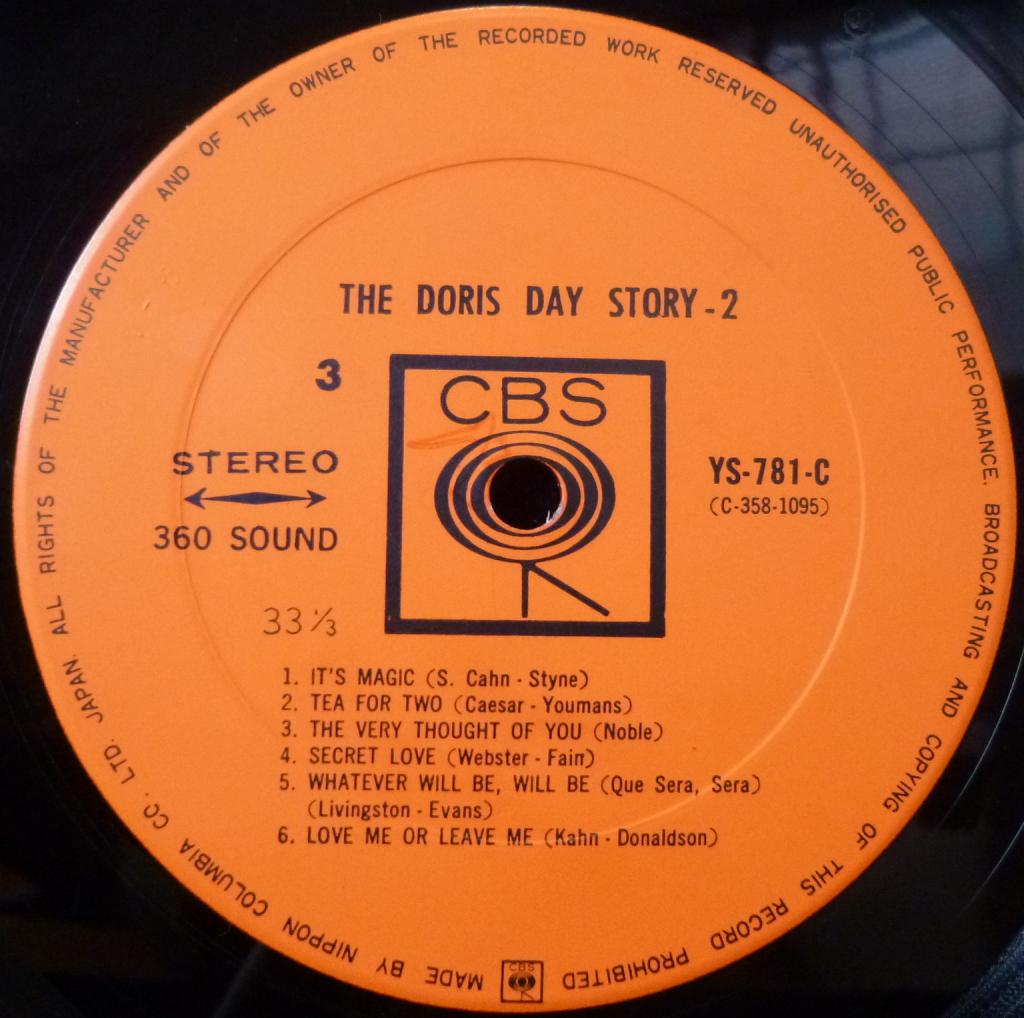 MADE BY NIPPON COLUMBIA CC. LTD. JAPAN. ALL RIGHTS OF THE MANUFACTURER AND OF THE OWNER OF THE RECORDED WORK RESERVED UNAUTHORISED PUBLIC PERFORMANCE. BROADCASTING AND COPYING OF THIS RECORD PROHIBITED
THE DORIS DAY STORY - 2
3
CBS
STEREO
360 SOUND
YS-781-C
(C-358-1095)
33⅓
1. IT'S MAGIC (S. Cahn - Styne)
2. TEA FOR TWO (Caesar - Youmans)
3. THE VERY THOUGHT OF YOU (Noble)
4. SECRET LOVE (Webster - Fain)
5. WHATEVER WILL BE, WILL BE (Que Sera, Sera)
(Livingston - Evans)
6. LOVE ME OR LEAVE ME (Kahn - Donaldson)
CBS